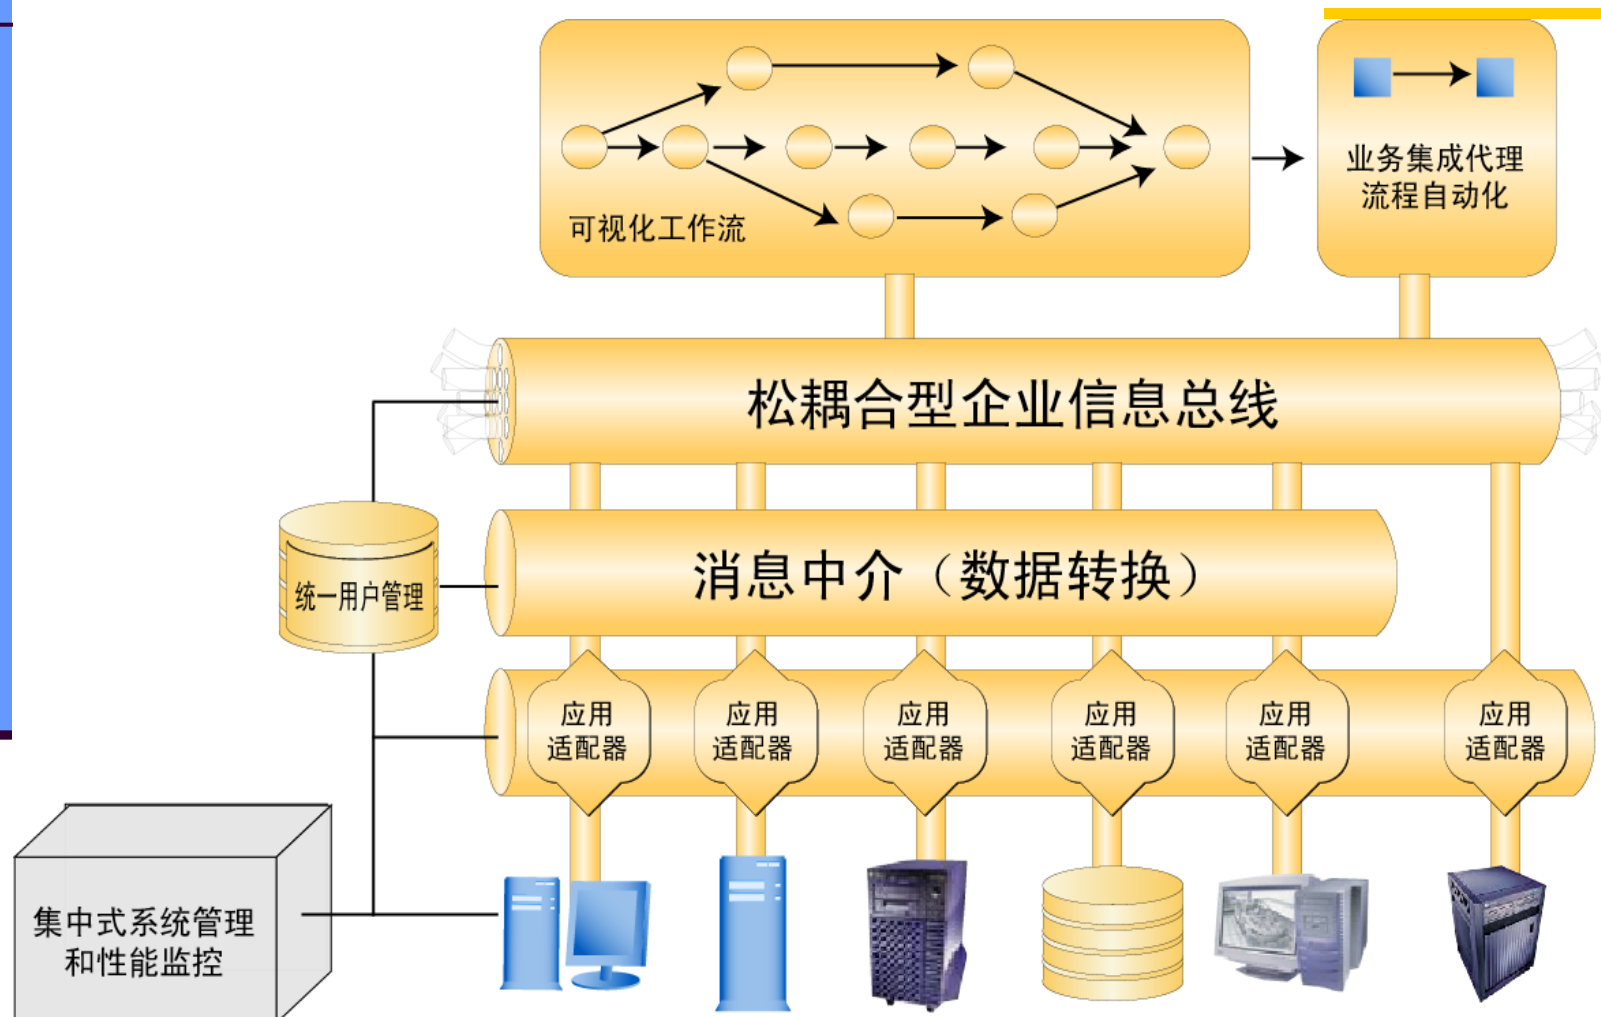 可视化工作流
业务集成代理
流程自动化
松耦合型企业信息总线
消息中介（数据转换）
统一用户管理
应用
适配器
应用
适配器
应用
适配器
应用
适配器
应用
适配器
应用
适配器
集中式系统管理
和性能监控